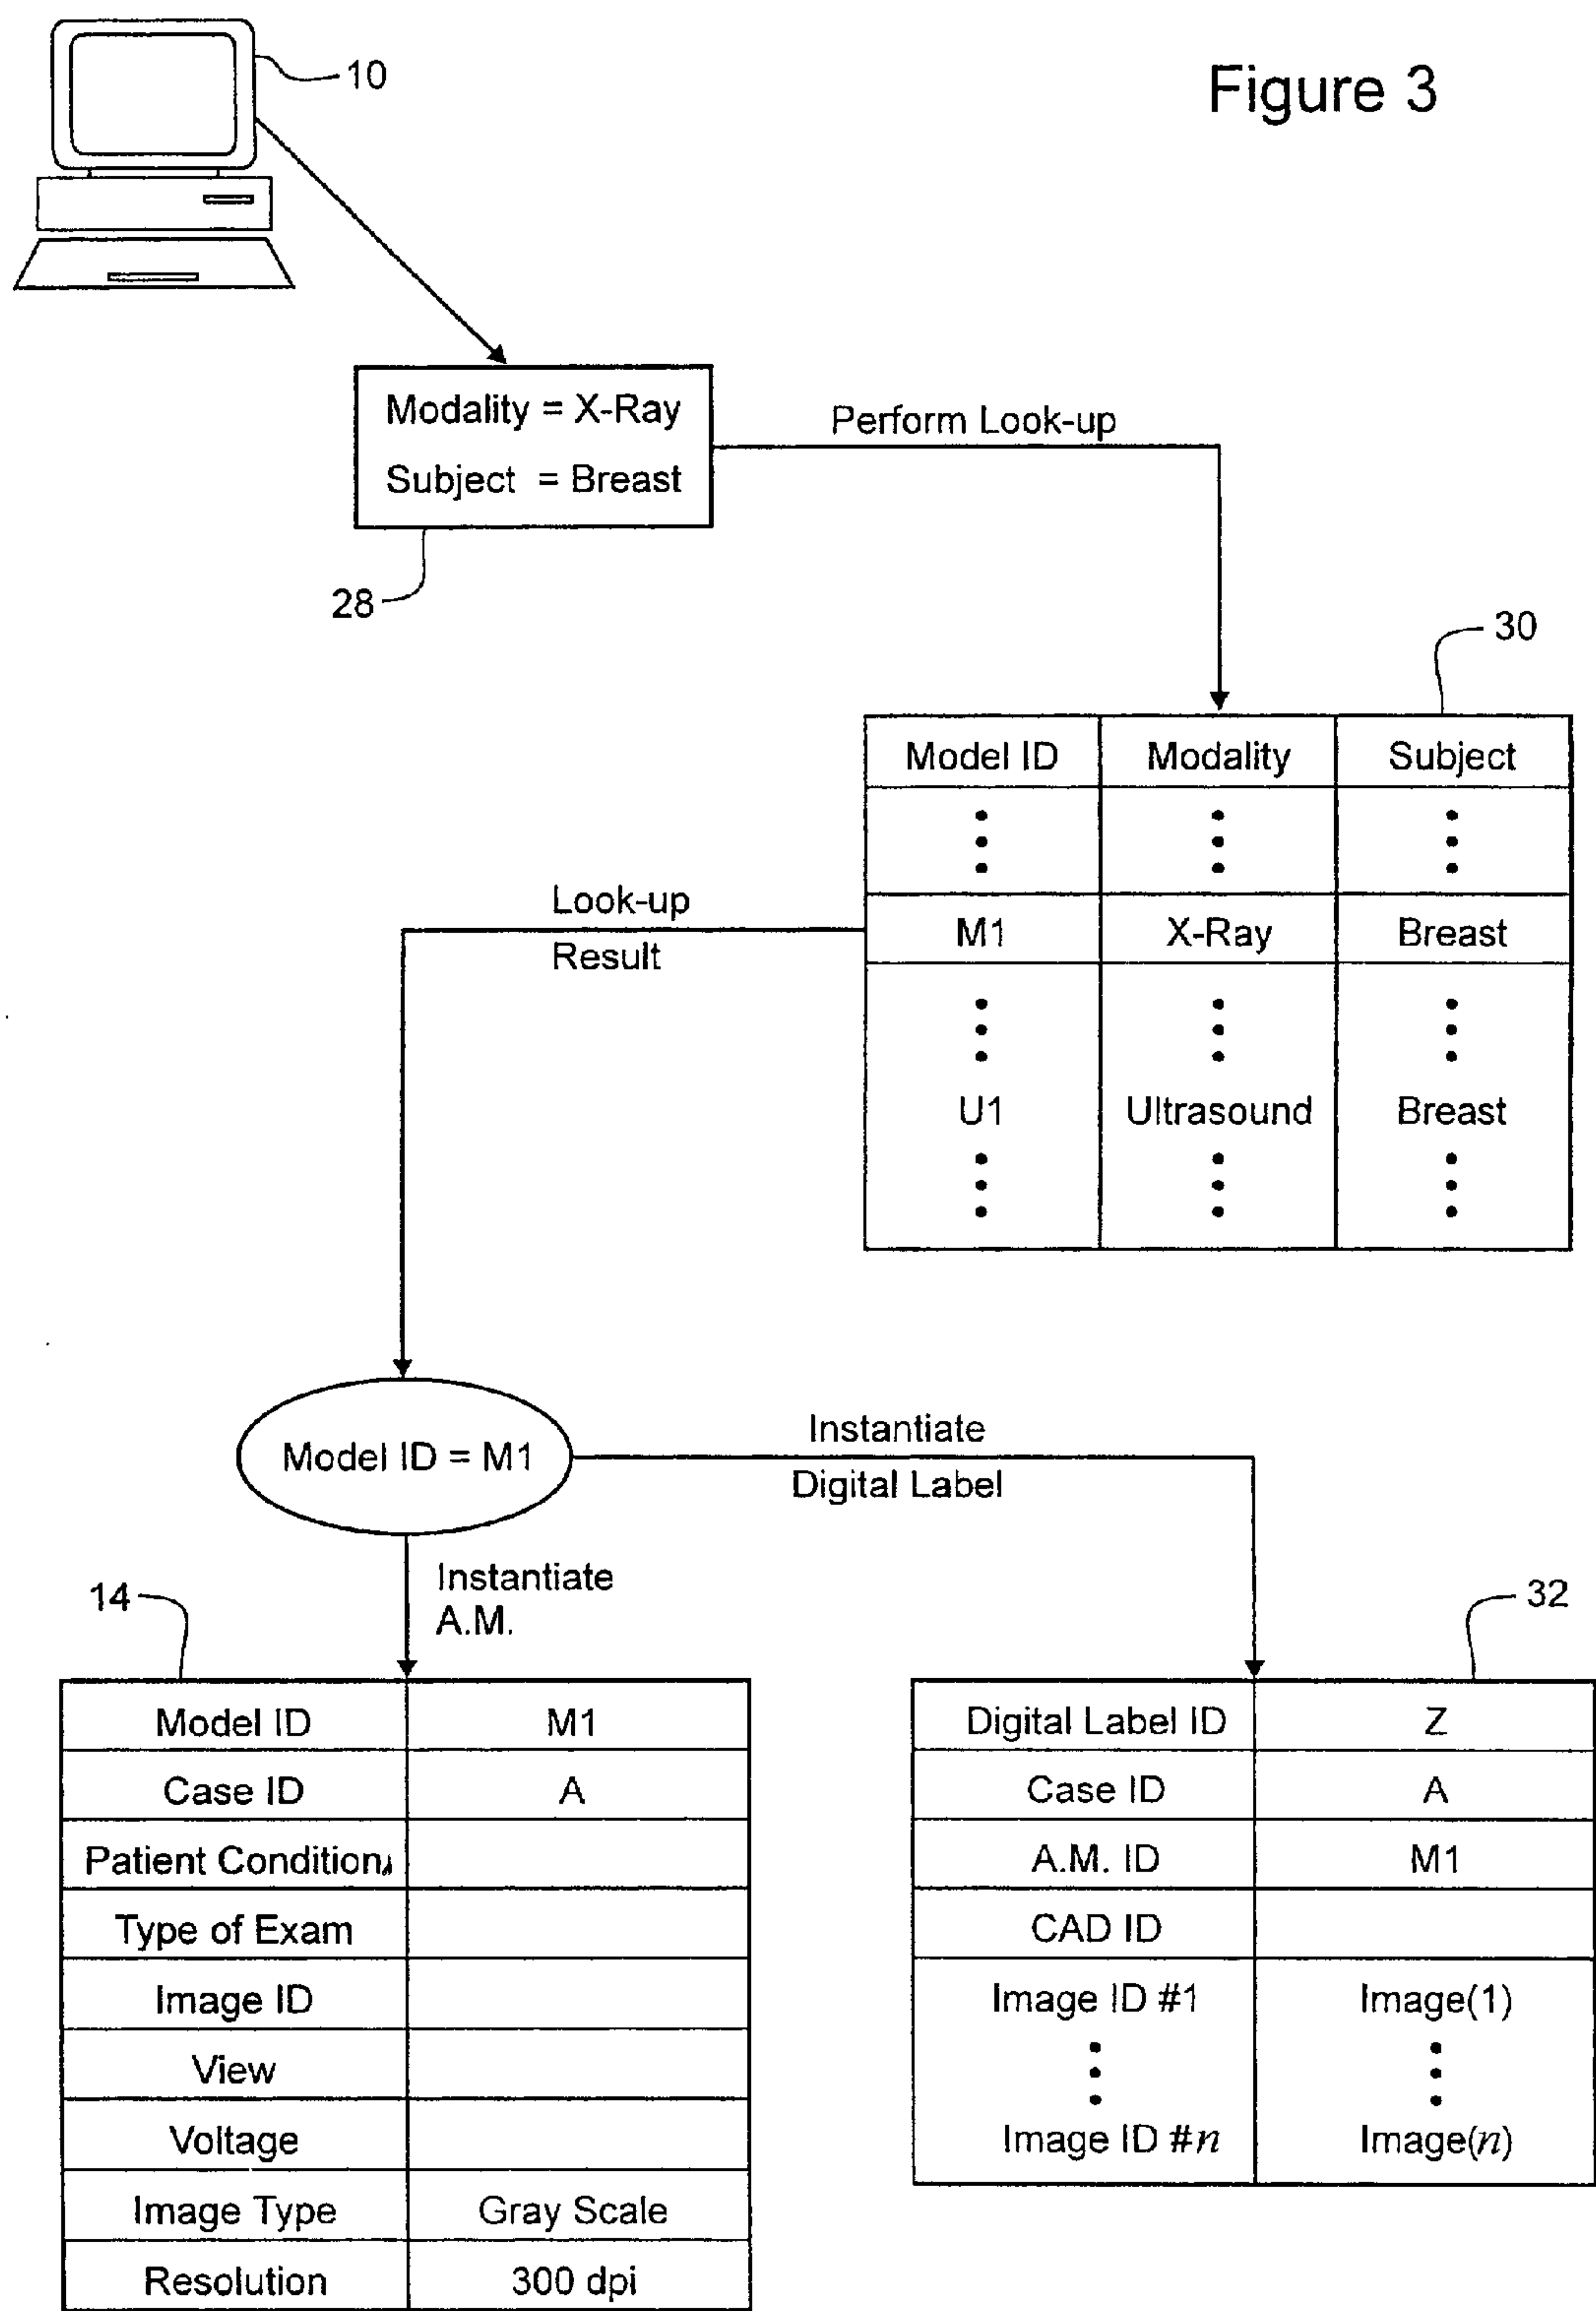 Figure 3
10
Modality = X-Ray
Subject = Breast
28
Perform Look-up
30
Model ID Modality Subject
M1 X-Ray Breast
U1 Ultrasound Breast
Look-up
Result
Model ID = M1
Instantiate
Digital Label
Instantiate
A.M.
14
Model ID M1
Case ID A
Patient Condition
Type of Exam
Image ID
View
Voltage
Image Type Gray Scale
Resolution 300 dpi
32
Digital Label ID Z
Case ID A
A.M. ID M1
CAD ID
Image ID #1 Image(1)
Image ID #n Image(n)